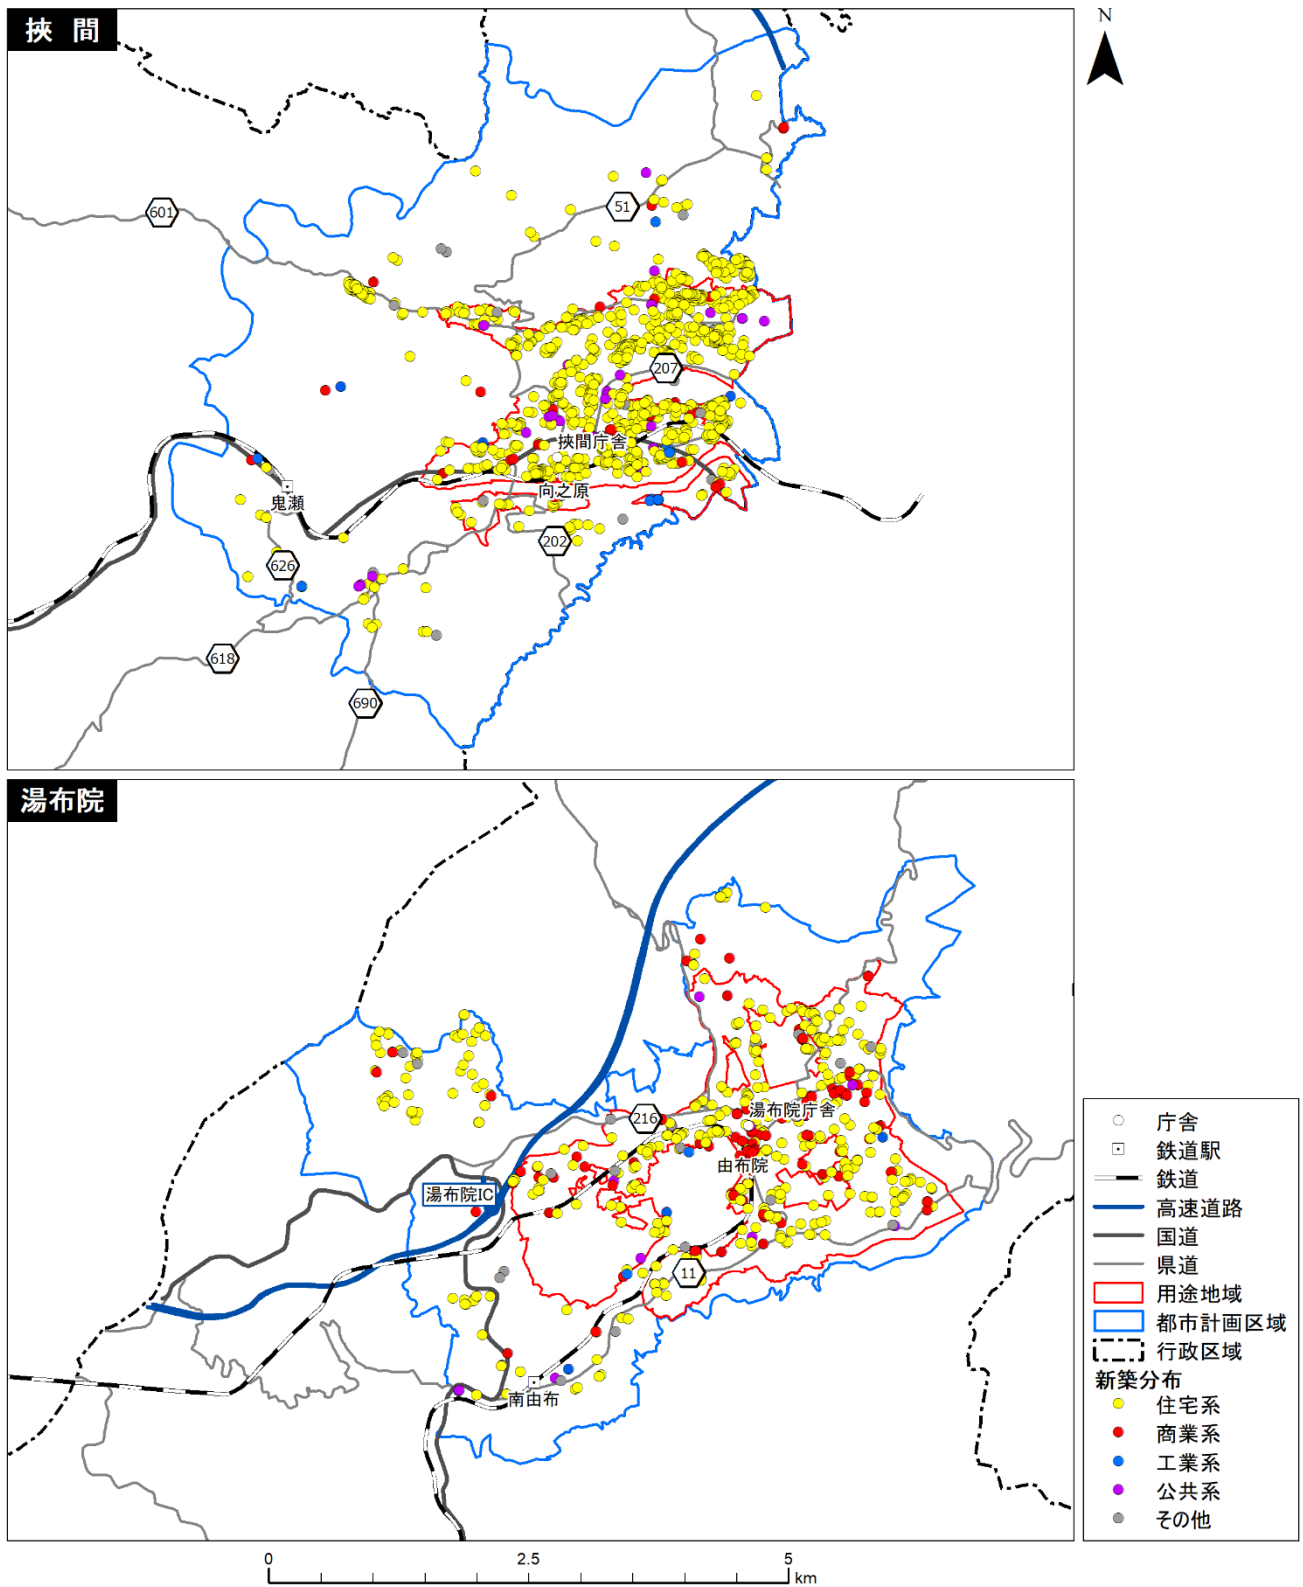 挾 間
N
601
51
207
挾間庁舎
向之原
鬼瀬
202
626
618
690
湯布院
216
湯布院庁舎
由布院
湯布院IC
11
南由布
庁舎
鉄道駅
鉄道
高速道路
国道
県道
用途地域
都市計画区域
行政区域
新築分布
住宅系
商業系
工業系
公共系
その他
0 2.5 5
km